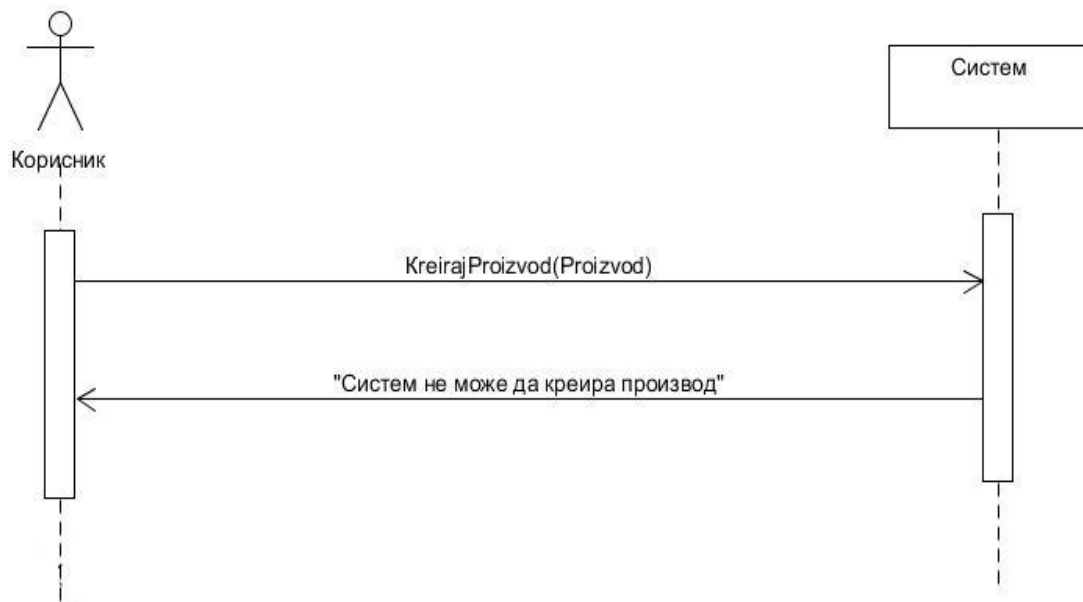 Систем
Корисник
KreirajProizvod(Proizvod)
"Систем не може да креира производ"